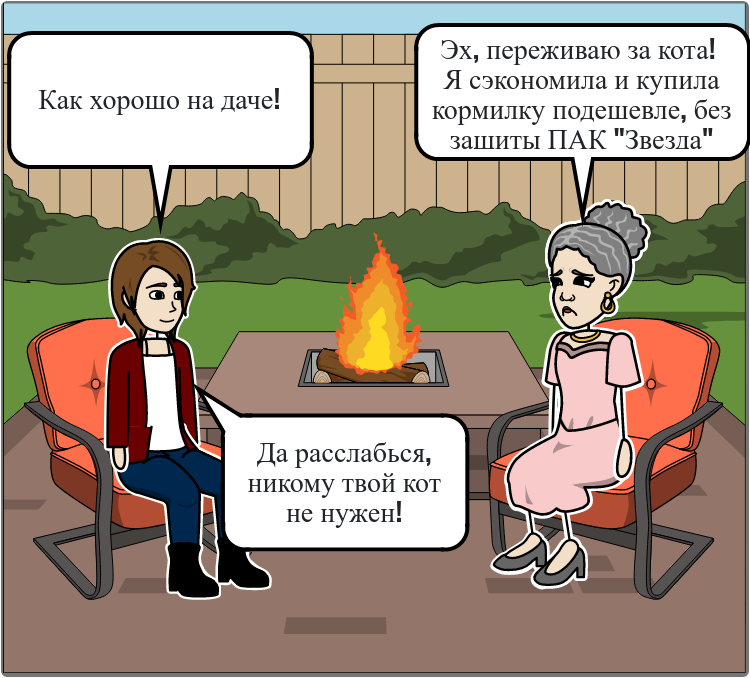 Как хорошо на даче!
Эх, переживаю за кота!
Я сэкономила и купила
кормилку подешевле, без
защиты ПАК "Звезда"
Да расслабься,
никому твой кот
не нужен!